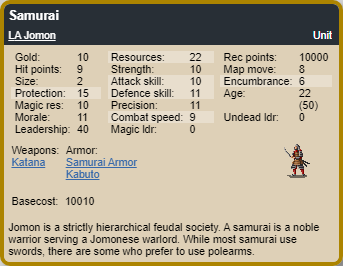 Samurai
LA Jomon Unit
Gold: 10 Resources: 22 Rec points: 10000
Hit points: 9 Strength: 10 Map move: 8
Size: 2 Attack skill: 10 Encumbrance: 6
Protection: 15 Defence skill: 11 Age: 22
Magic res: 10 Precision: 11 (50)
Morale: 11 Combat speed: 9 Undead ldr: 0
Leadership: 40 Magic ldr: 0
Weapons: Armor:
Katana Samurai Armor
Kabuto
Basecost: 10010
Jomon is a strictly hierarchical feudal society. A samurai is a noble
warrior serving a Jomonese warlord. While most samurai use
swords, there are some who prefer to use polearms.